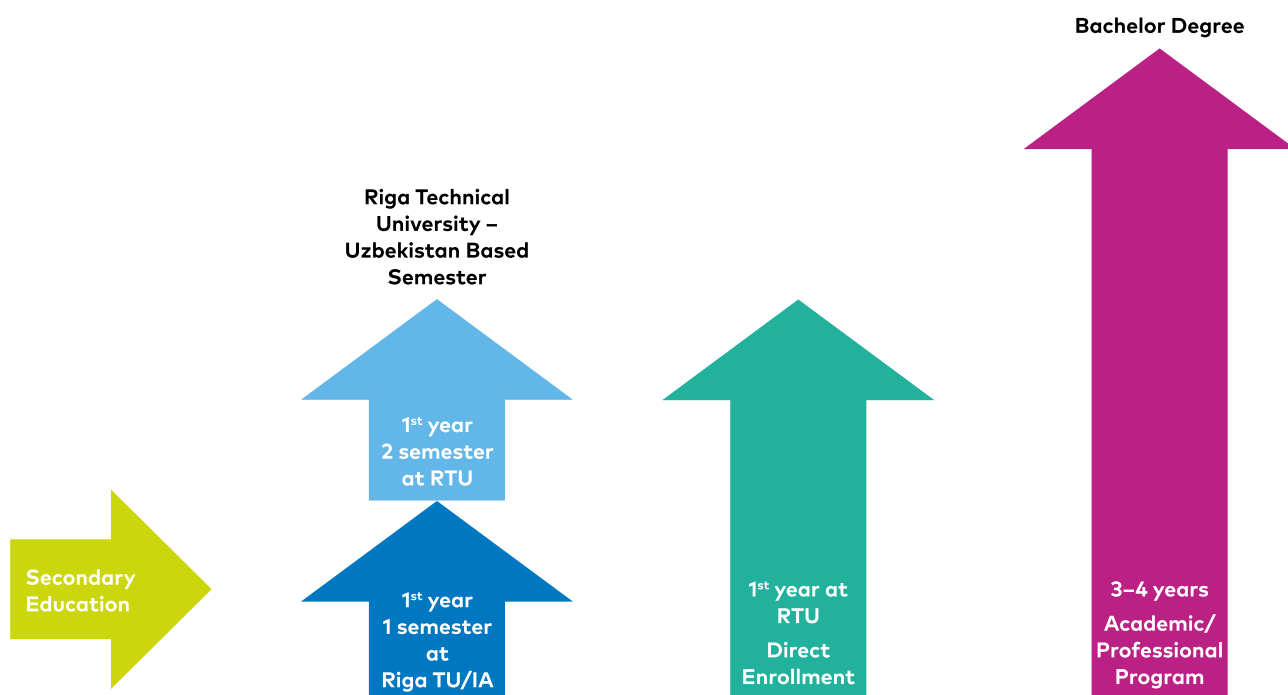 Bachelor Degree
Riga Technical
University –
Uzbekistan Based
Semester
1st year
2 semester
at RTU
Secondary
Education
1st year
1 semester
at
Riga TU/IA
1st year at
RTU
Direct
Enrollment
3–4 years
Academic/
Professional
Program